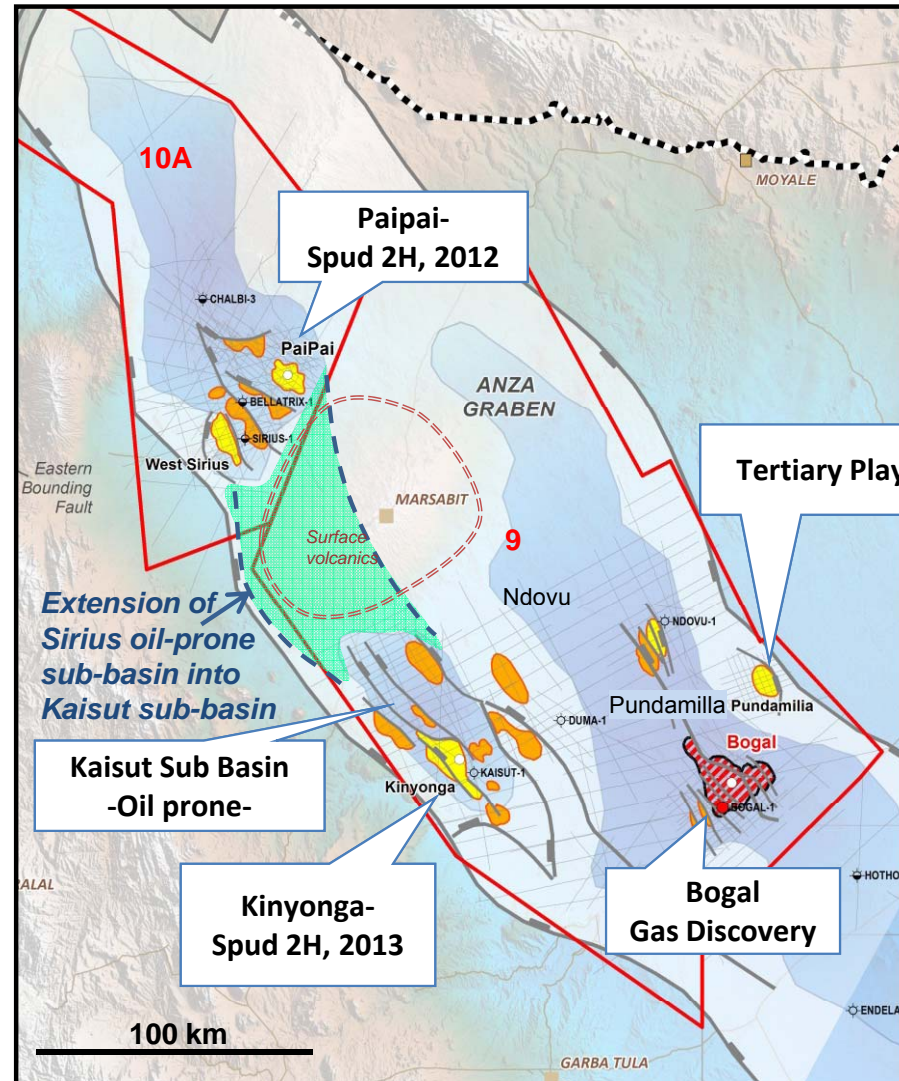 10A
MOYALE
Paipai-
Spud 2H, 2012
CHALBI-3
PaiPai
BELLATRIX-1
SIRIUS-1
West Sirius
ANZA
GRABEN
Eastern
Bounding
Fault
MARSABIT
Tertiary Play
9
Surface
volcanics
Ndovu
NDOVU-1
Extension of
Sirius oil-prone
sub-basin into
Kaisut sub-basin
Pundamilla
Pundamilia
DUMA-1
Bogal
Kaisut Sub Basin
-Oil prone-
KAISUT-1
Kinyonga
BOGAL-1
HOTHO
ALAL
Kinyonga-
Spud 2H, 2013
Bogal
Gas Discovery
ENDELA
100 km
GARBA TULA